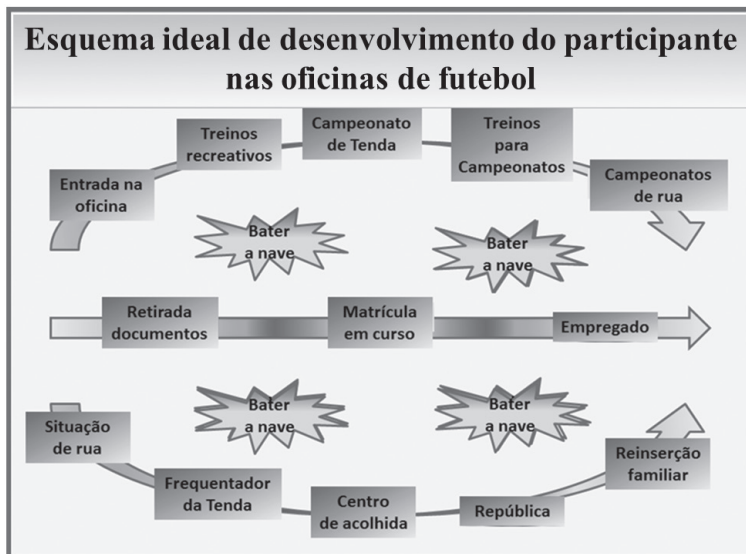 Esquema ideal de desenvolvimento do participante
nas oficinas de futebol
Entrada na
oficina
Treinos
recreativos
Campeonato
de Tenda
Treinos
para
Campeonatos
Campeonatos
de rua
Bater
a nave
Bater
a nave
Retirada
documentos
Matrícula
em curso
Empregado
Bater
a nave
Bater
a nave
Situação
de rua
Frequentador
da Tenda
Centro
de acolhida
República
Reinserção
familiar